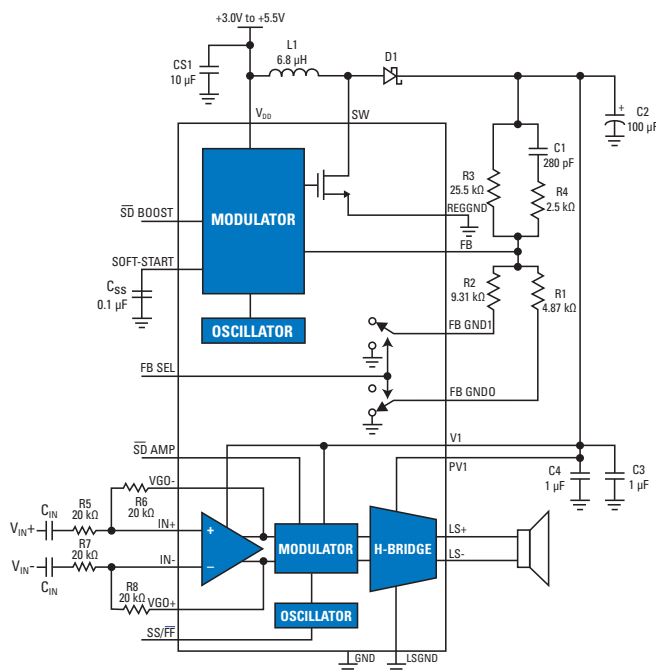 +3.0V to +5.5V
L1
6.8 µH
D1
CS1
10 µF
V_DD
SW
+
C2
100 µF
C1
280 pF
R3
25.5 kΩ
R4
2.5 kΩ
MODULATOR
REGGND
S̅D̅ BOOST
FB
SOFT-START
C_SS
0.1 µF
R2
9.31 kΩ
R1
4.87 kΩ
OSCILLATOR
FB GND1
FB SEL
FB GND0
S̅D̅ AMP
V1
PV1
VGO-
C4
1 µF
C3
1 µF
C_IN
R5
20 kΩ
R6
20 kΩ
V_IN+
IN+
+
LS+
R7
20 kΩ
IN-
MODULATOR
H-BRIDGE
V_IN-
–
LS-
C_IN
R8
20 kΩ
VGO+
OSCILLATOR
SS/F̅F̅
GND
LSGND